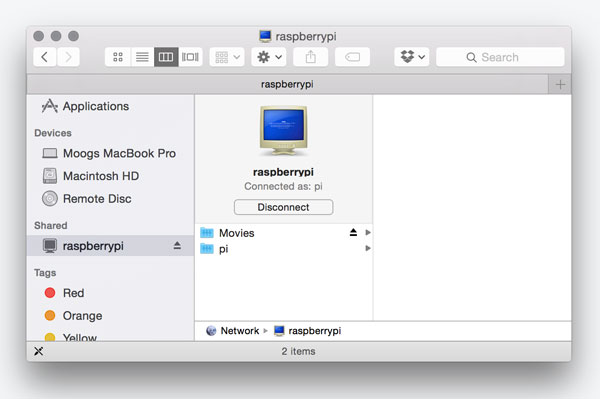 raspberrypi
Search
raspberrypi
Applications
Devices
Moogs MacBook Pro
Macintosh HD
Remote Disc
Shared
raspberrypi
Tags
Red
Orange
Yellow
raspberrypi
Connected as: pi
Disconnect
Movies
pi
Network raspberrypi
2 items